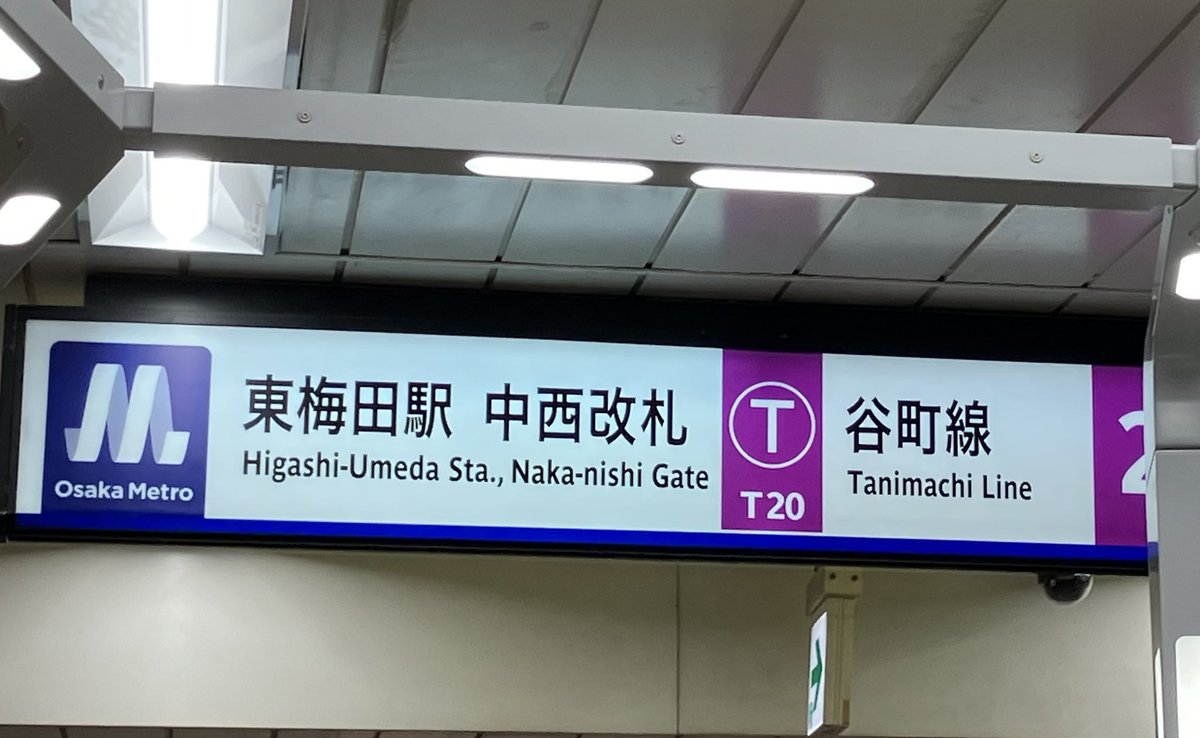 Osaka Metro
東梅田駅 中西改札
Higashi-Umeda Sta., Naka-nishi Gate
T
T20
谷町線
Tanimachi Line
2